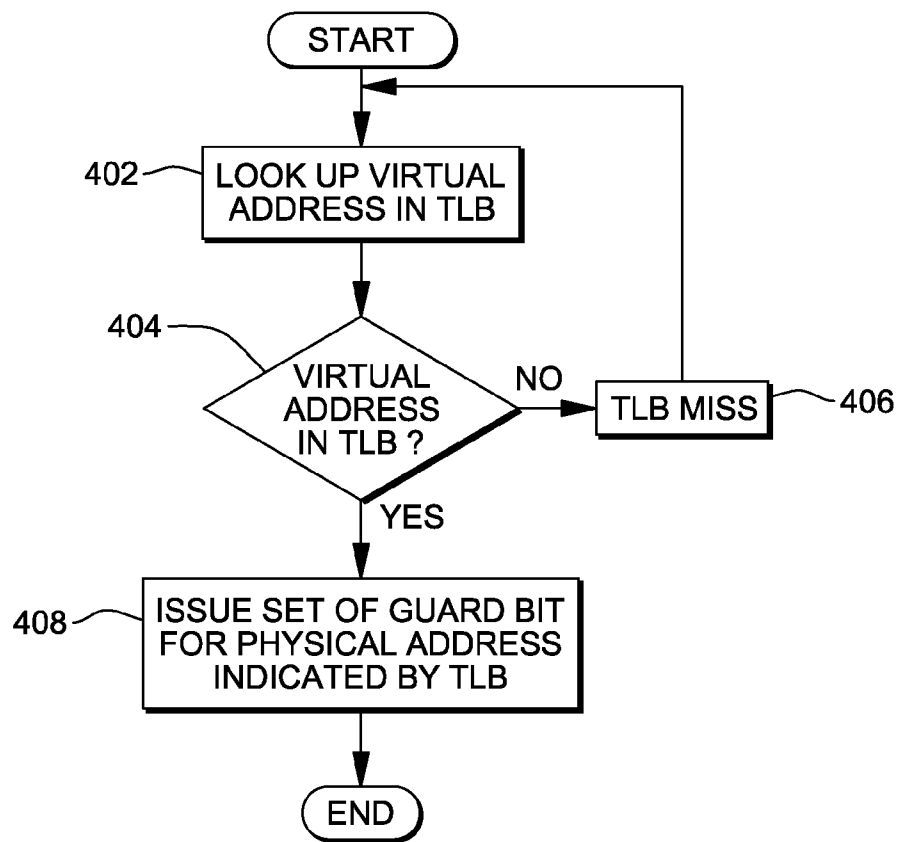 START
402
LOOK UP VIRTUAL
ADDRESS IN TLB
404
VIRTUAL
ADDRESS
IN TLB ?
NO
TLB MISS
406
YES
408
ISSUE SET OF GUARD BIT
FOR PHYSICAL ADDRESS
INDICATED BY TLB
END